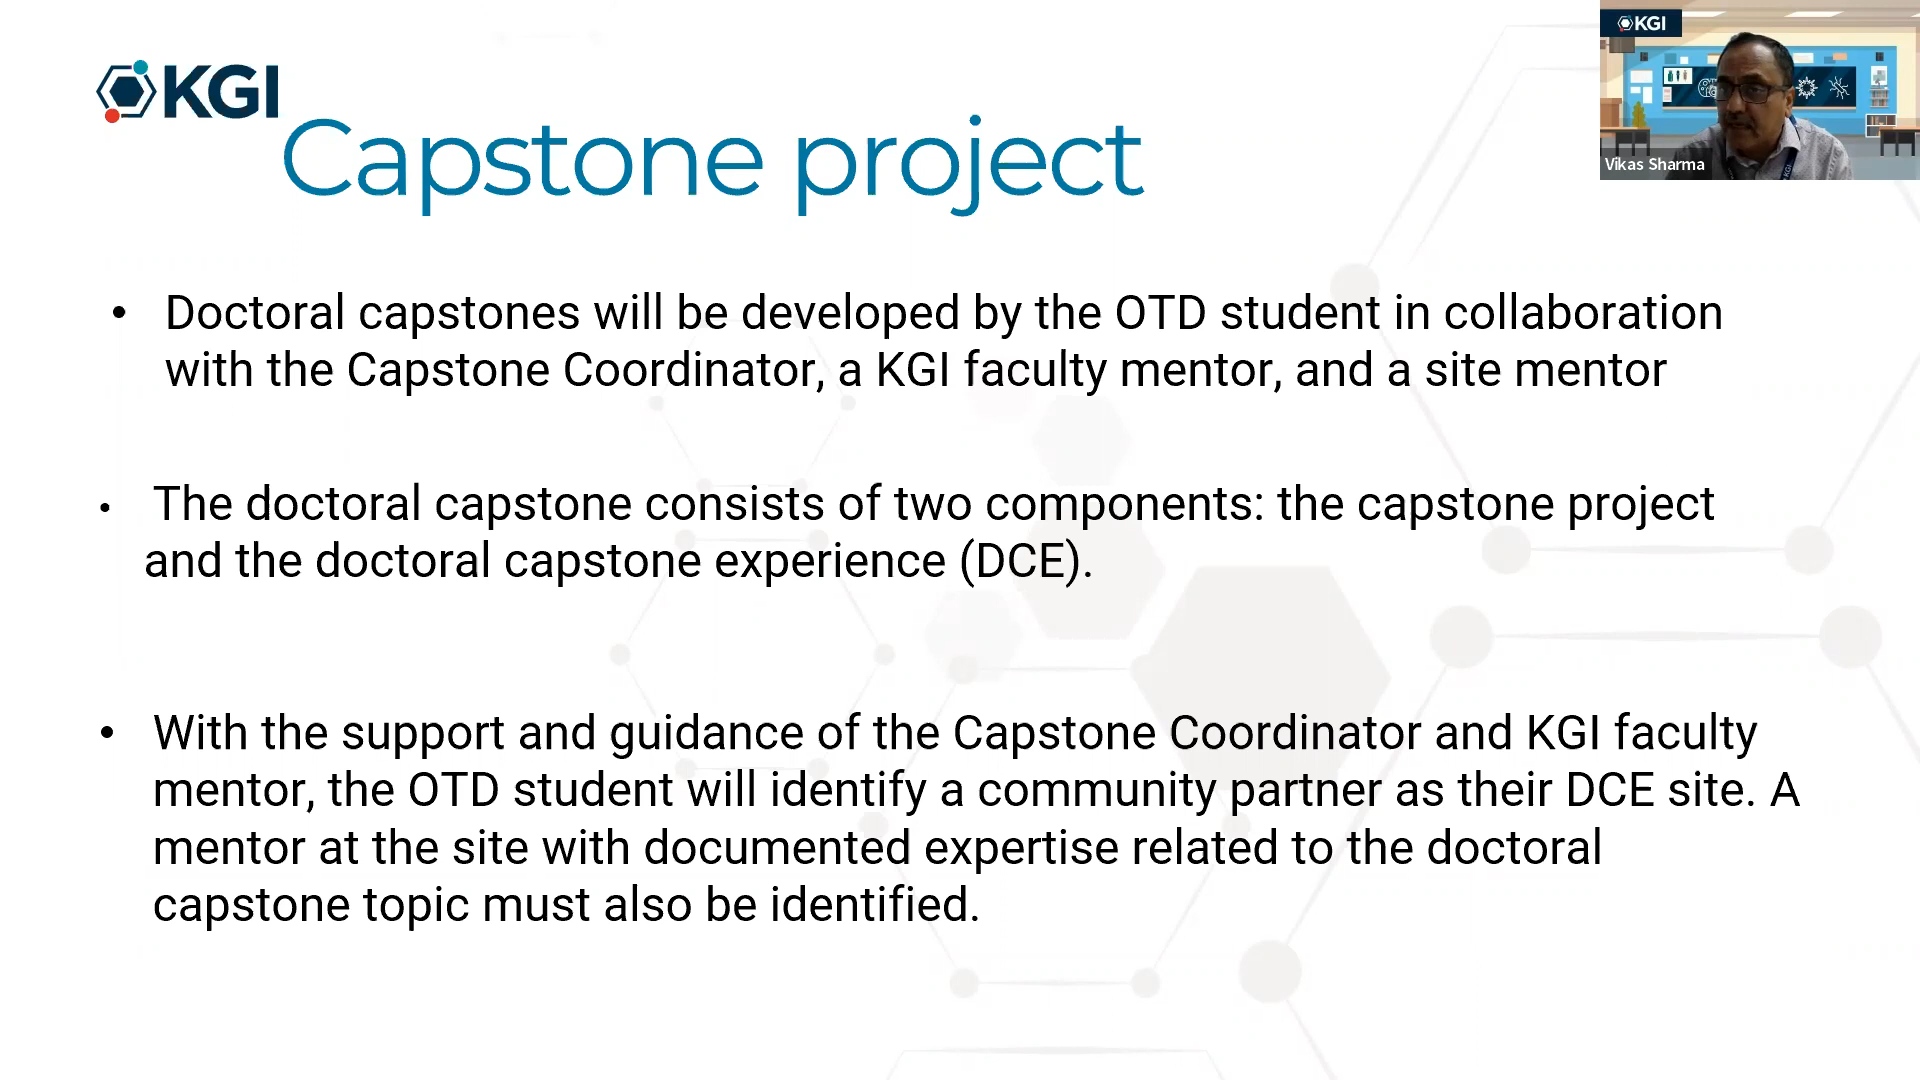 KGI
KGI
Capstone project
Vikas Sharma
• Doctoral capstones will be developed by the OTD student in collaboration
with the Capstone Coordinator, a KGI faculty mentor, and a site mentor
• The doctoral capstone consists of two components: the capstone project
and the doctoral capstone experience (DCE).
• With the support and guidance of the Capstone Coordinator and KGI faculty
mentor, the OTD student will identify a community partner as their DCE site. A
mentor at the site with documented expertise related to the doctoral
capstone topic must also be identified.